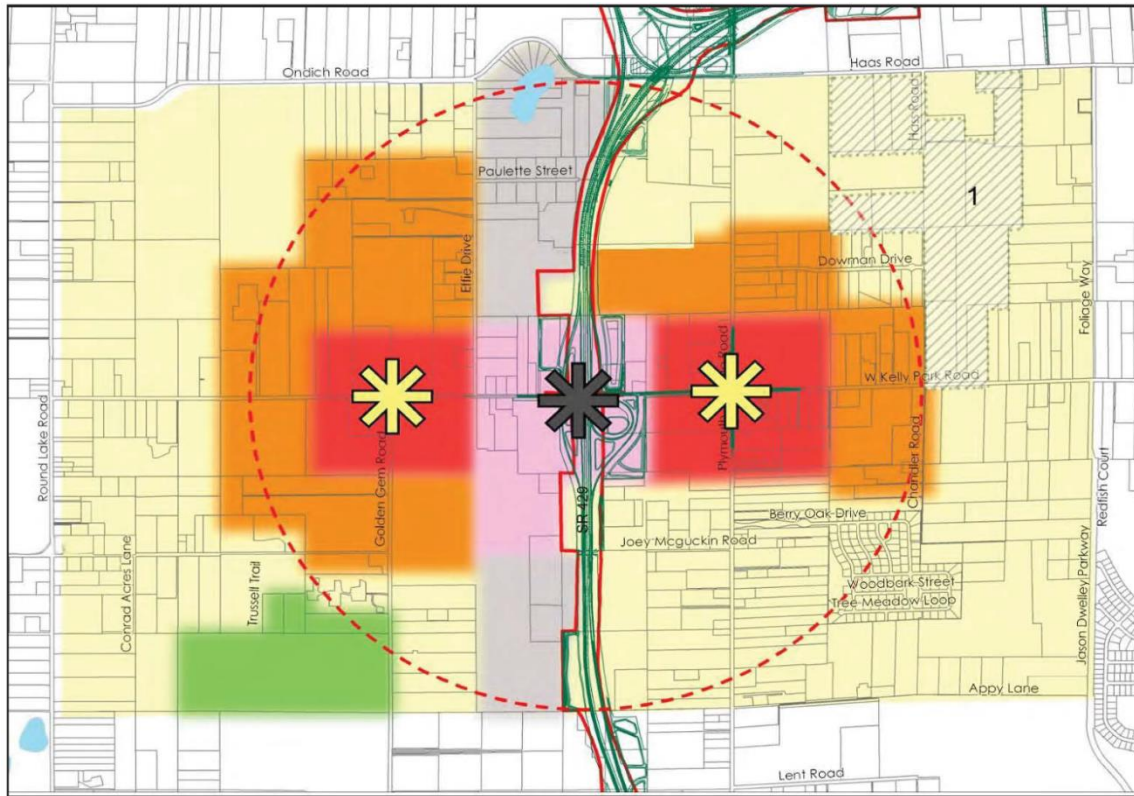 Ondich Road
Haas Road
Hass Road
Paulette Street
1
Effie Drive
Dowman Drive
Foliage Way
W Kelly Park Road
Round Lake Road
Golden Gem Road
SR 429
Chandler Road
Redfish Court
Berry Oak Drive
Joey Mcguckin Road
Conrad Acres Lane
Trussell Trail
Woodbark Street
Tree Meadow Loop
Jason Dwelley Parkway
Appy Lane
Lent Road